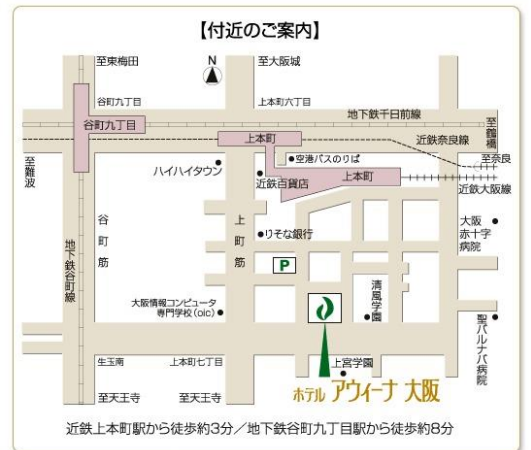 【付近のご案内】
至東梅田
N
至大阪城
谷町九丁目
上本町六丁目
地下鉄千日前線
至鶴橋
谷町九丁目
上本町
近鉄奈良線
至難波
ハイハイタウン
空港バスのりば
至奈良
近鉄百貨店
上本町
近鉄大阪線
谷町筋
上町筋
りそな銀行
大阪
赤十字
病院
地下鉄谷町線
P
清風学園
大阪情報コンピュータ
専門学校(oic)
聖バルナバ病院
生玉南
上本町七丁目
上宮学園
至天王寺
至天王寺
ホテル アウィーナ 大阪
近鉄上本町駅から徒歩約3分/地下鉄谷町九丁目駅から徒歩約8分